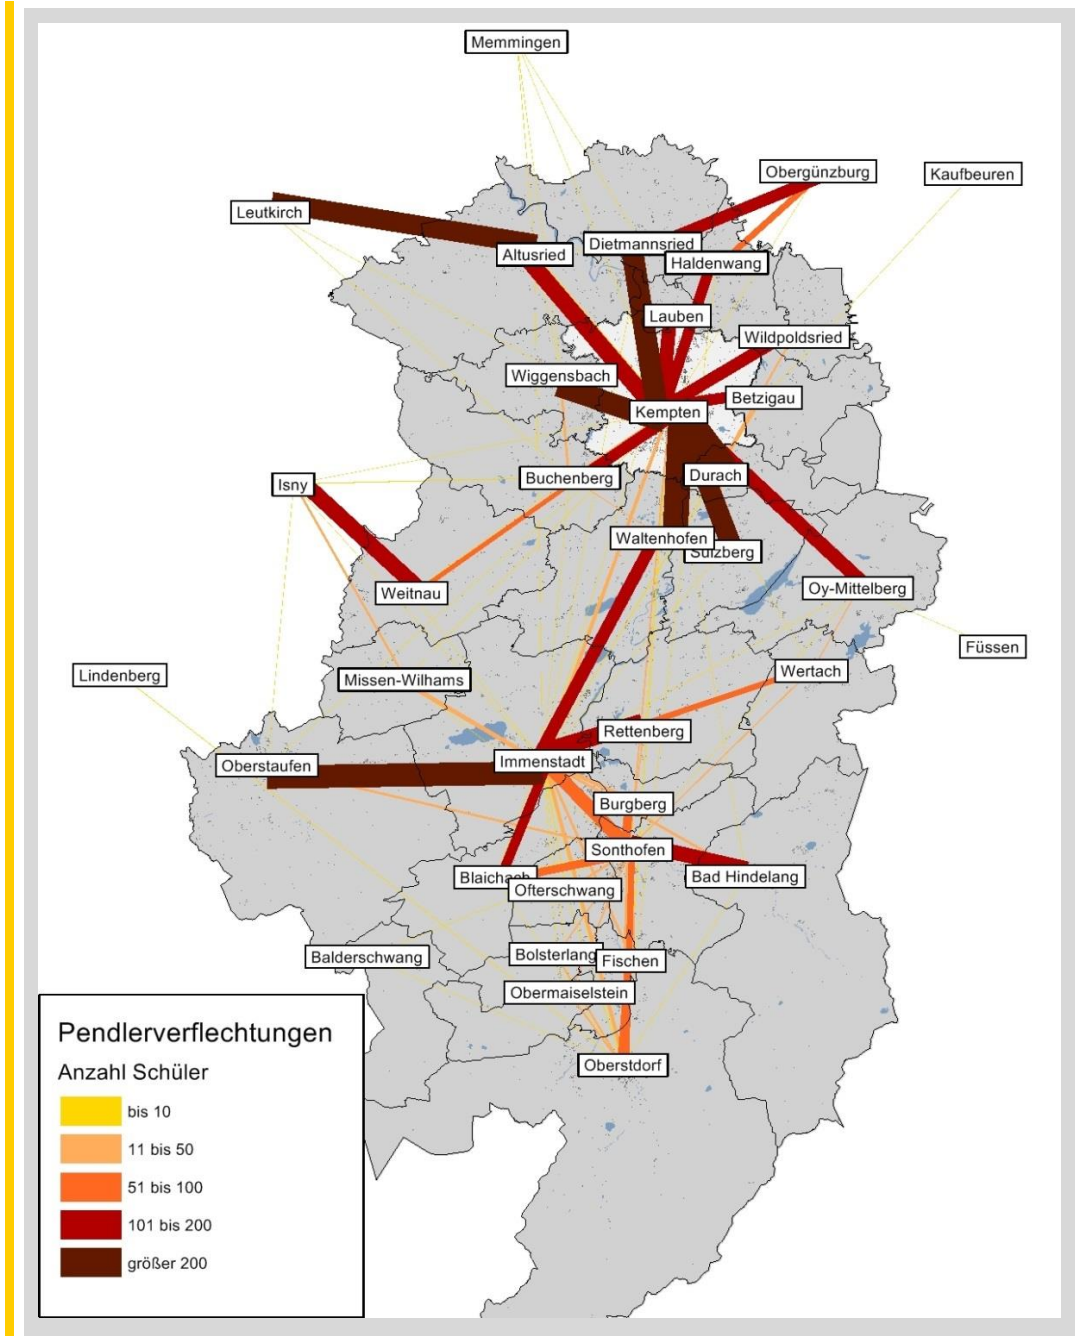 Memmingen
Obergünzburg
Kaufbeuren
Leutkirch
Dietmannsried
Altusried
Haldenwang
Lauben
Wildpoldsried
Wiggensbach
Betzigau
Kempten
Durach
Buchenberg
Isny
Waltenhofen
Sulzberg
Oy-Mittelberg
Weitnau
Füssen
Wertach
Lindenberg
Missen-Wilhams
Rettenberg
Immenstadt
Oberstaufen
Burgberg
Sonthofen
Blaichach
Bad Hindelang
Ofterschwang
Bolsterlang
Balderschwang
Fischen
Obermaiselstein
Oberstdorf
Pendlerverflechtungen
Anzahl Schüler
bis 10
11 bis 50
51 bis 100
101 bis 200
größer 200